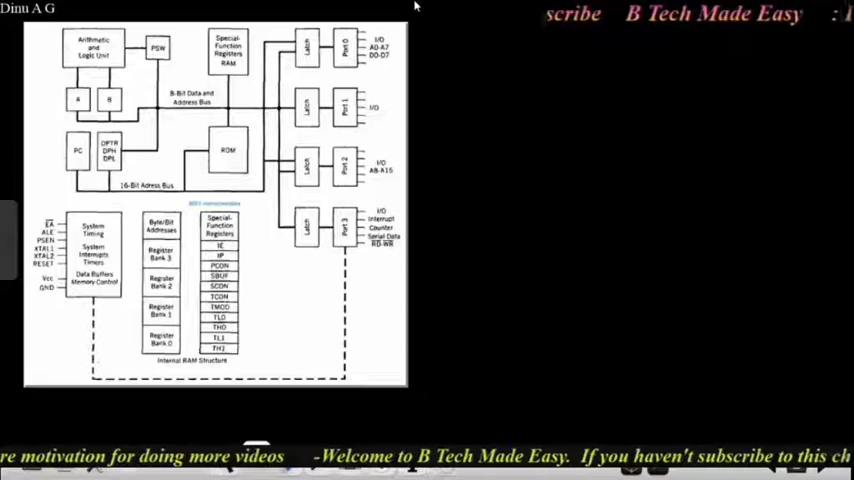 Dinu A G
scribe B Tech Made Easy : I
Arithmetic
and
Logic Unit
PSW
Special-
Function
Registers
RAM
Latch
Port 0
I/O
A0-A7
D0-D7
A
B
8-Bit Data and
Address Bus
Latch
Port 1
I/O
PC
DPTR
DPH
DPL
ROM
Latch
Port 2
I/O
A8-A15
16-Bit Adress Bus
8051 microcontroller
Latch
Port 3
I/O
Interrupt
Counter
Serial Data
RD-WR
EA
ALE
PSEN
XTAL1
XTAL2
RESET
Vcc
GND
System
Timing
System
Interrupts
Timers
Data Buffers
Memory Control
Byte/Bit
Addresses
Register
Bank 3
Register
Bank 2
Register
Bank 1
Register
Bank 0
Special-
Function
Registers
IE
IP
PCON
SBUF
SCON
TCON
TMOD
TL0
TH0
TL1
TH1
Internal RAM Structure
re motivation for doing more videos -Welcome to B Tech Made Easy. If you haven't subscribe to this ch